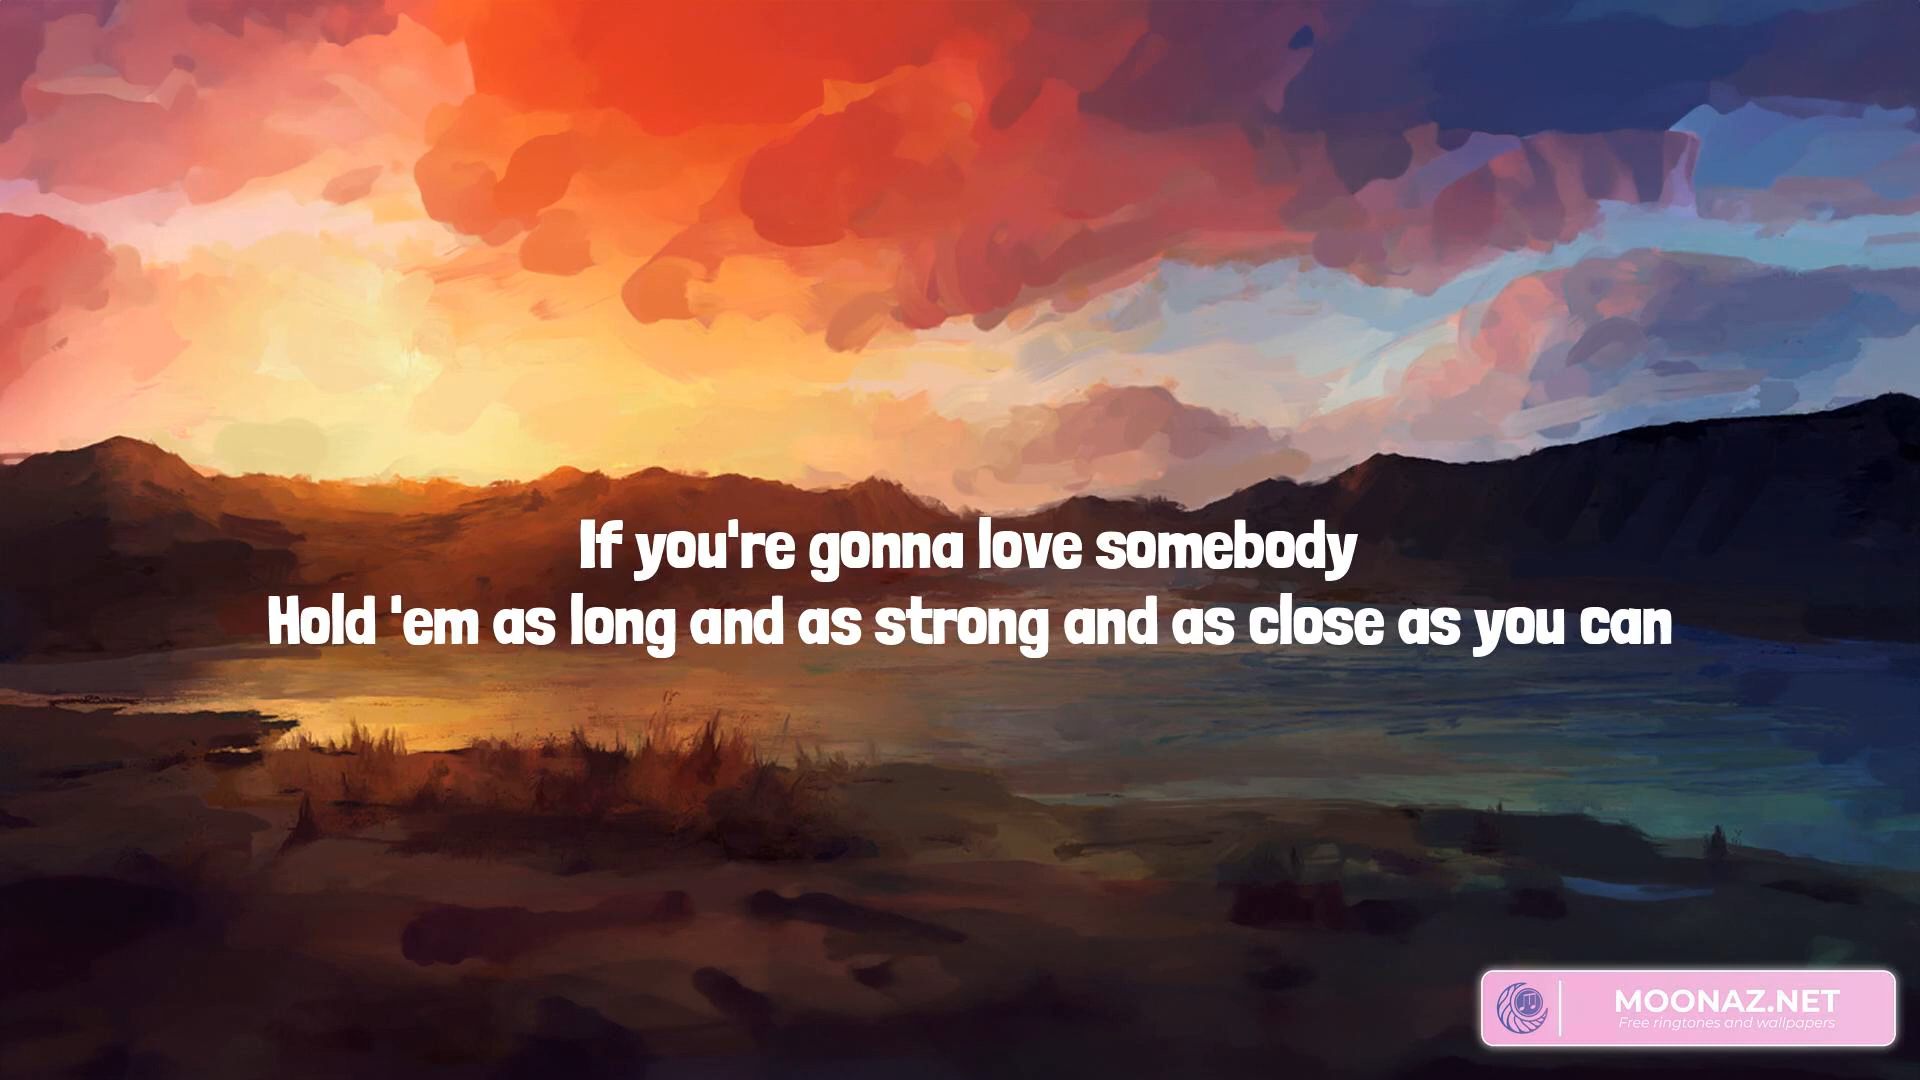 If you're gonna love somebody
Hold 'em as long and as strong and as close as you can
MOONAZ.NET
Free ringtones and wallpapers